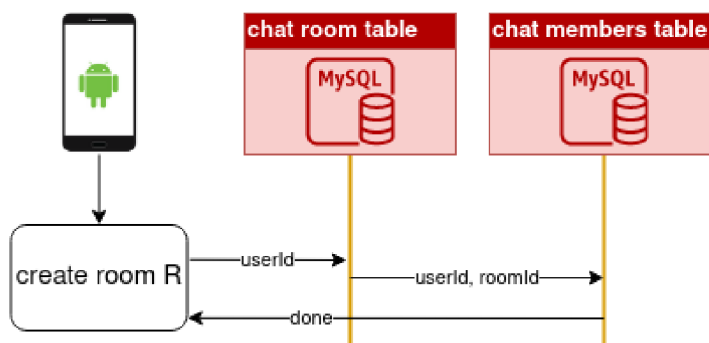 chat room table
chat members table
MySQL
MySQL
create room R
userId
userId, roomId
done